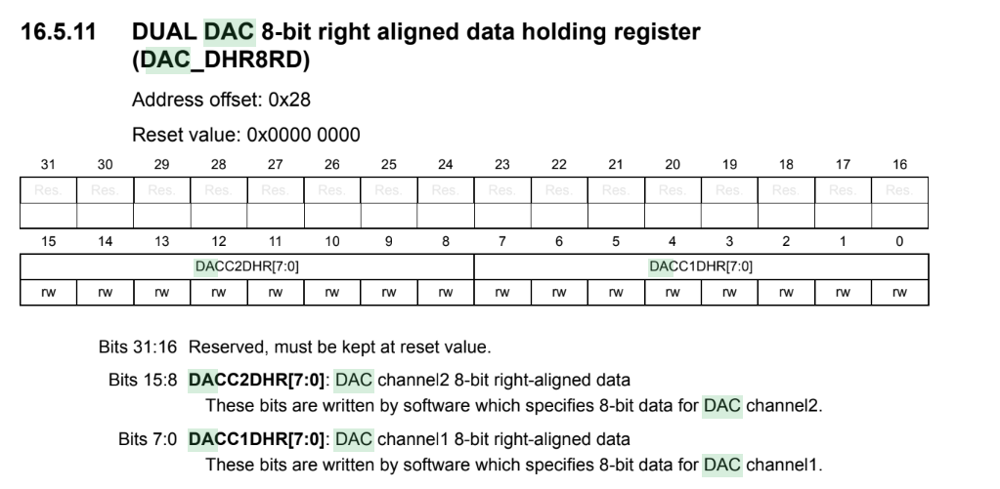 16.5.11 DUAL DAC 8-bit right aligned data holding register
(DAC_DHR8RD)
Address offset: 0x28
Reset value: 0x0000 0000
31 30 29 28 27 26 25 24 23 22 21 20 19 18 17 16
Res. Res. Res. Res. Res. Res. Res. Res. Res. Res. Res. Res. Res. Res. Res. Res.
15 14 13 12 11 10 9 8 7 6 5 4 3 2 1 0
DACC2DHR[7:0] DACC1DHR[7:0]
rw rw rw rw rw rw rw rw rw rw rw rw rw rw rw rw
Bits 31:16 Reserved, must be kept at reset value.
Bits 15:8 DACC2DHR[7:0]: DAC channel2 8-bit right-aligned data
These bits are written by software which specifies 8-bit data for DAC channel2.
Bits 7:0 DACC1DHR[7:0]: DAC channel1 8-bit right-aligned data
These bits are written by software which specifies 8-bit data for DAC channel1.